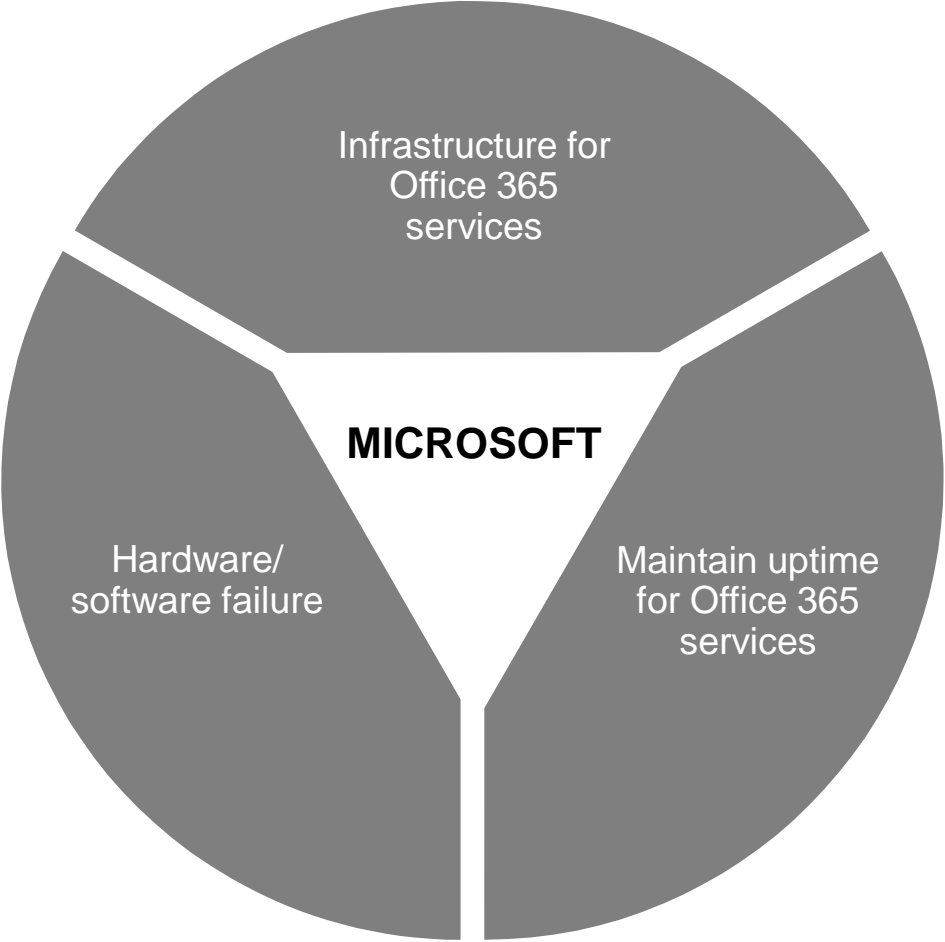 Infrastructure for
Office 365
services
MICROSOFT
Hardware/
software failure
Maintain uptime
for Office 365
services